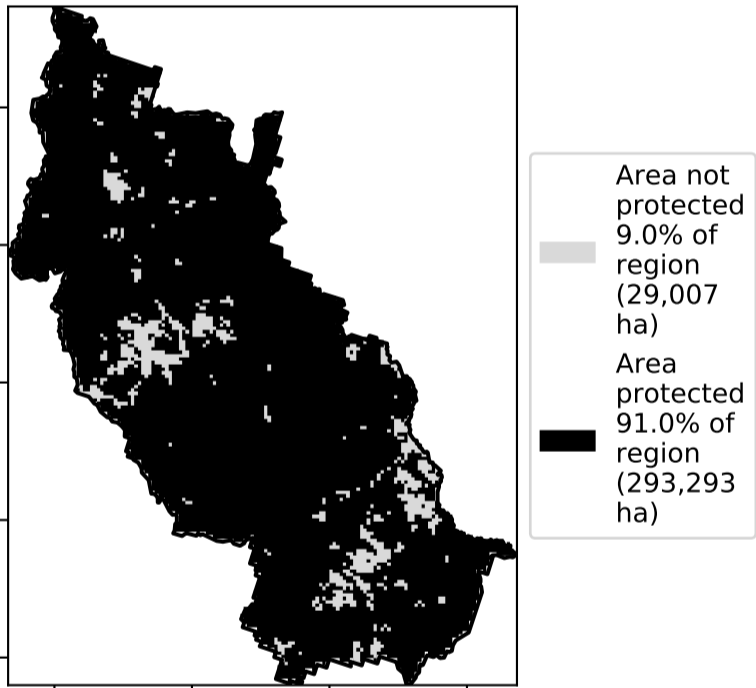 Area not
protected
9.0% of
region
(29,007
ha)
Area
protected
91.0% of
region
(293,293
ha)